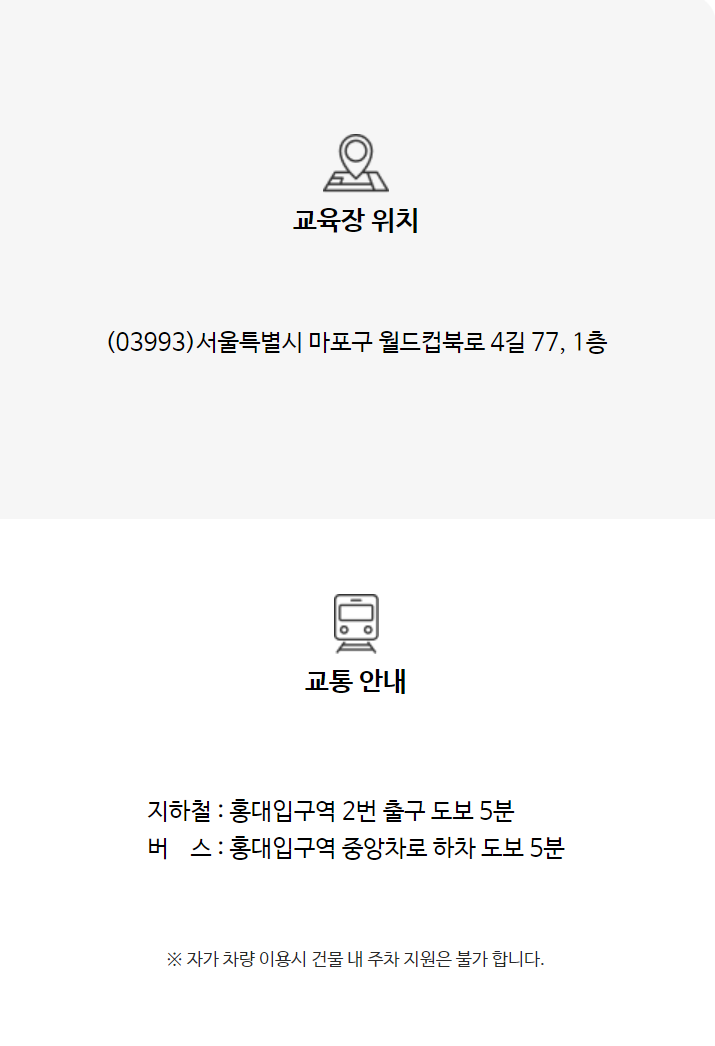 교육장 위치
(03993)서울특별시 마포구 월드컵북로 4길 77, 1층
교통 안내
지하철 : 홍대입구역 2번 출구 도보 5분
버 스 : 홍대입구역 중앙차로 하차 도보 5분
※ 자가 차량 이용시 건물 내 주차 지원은 불가 합니다.